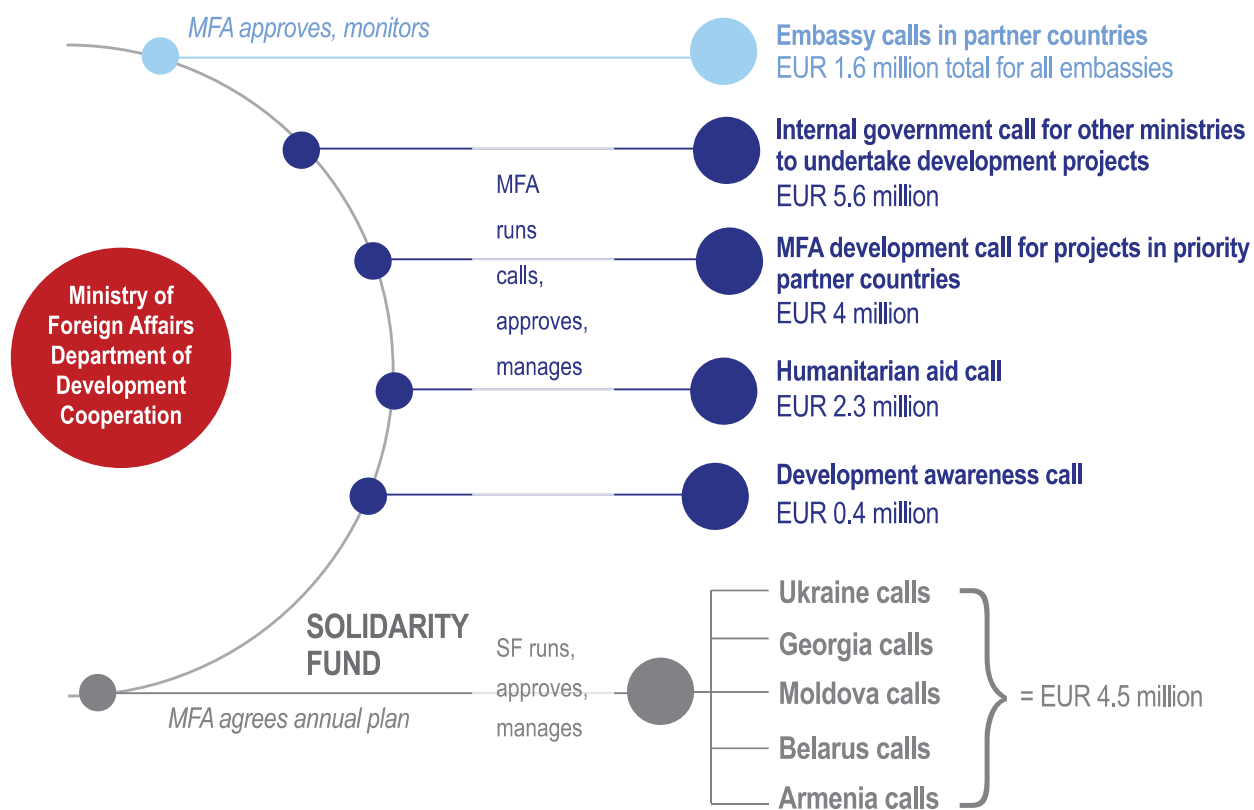 MFA approves, monitors
Embassy calls in partner countries
EUR 1.6 million total for all embassies
Internal government call for other ministries
to undertake development projects
EUR 5.6 million
MFA
runs
calls,
approves,
manages
MFA development call for projects in priority
partner countries
EUR 4 million
Ministry of
Foreign Affairs
Department of
Development
Cooperation
Humanitarian aid call
EUR 2.3 million
Development awareness call
EUR 0.4 million
SOLIDARITY
FUND
MFA agrees annual plan
SF runs,
approves,
manages
Ukraine calls
Georgia calls
Moldova calls
Belarus calls
Armenia calls
= EUR 4.5 million